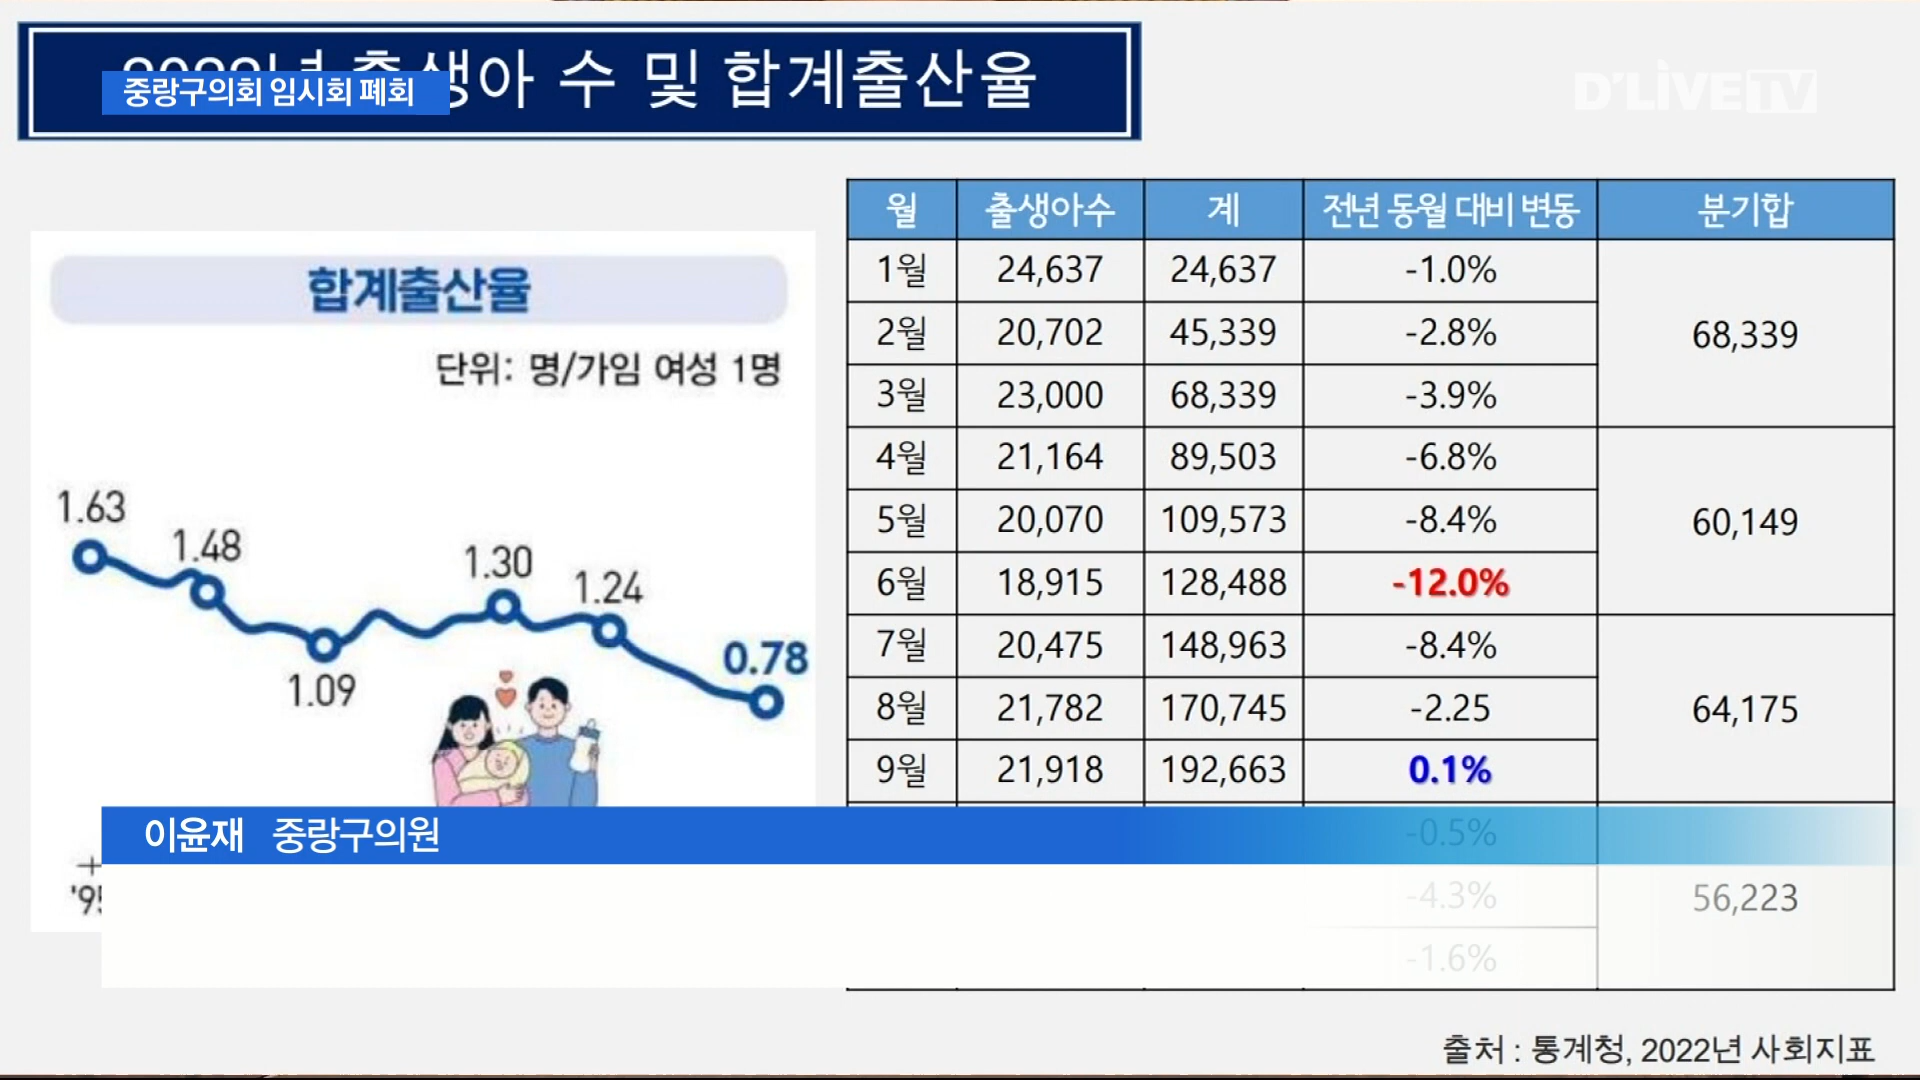 생아 수 및 합계출산율
중랑구의회 임시회 폐회
D'LIVE TV
합계출산율
단위: 명/가임 여성 1명
1.63
1.48
1.09
1.30
1.24
0.78
월 출생아수 계 전년 동월 대비 변동 분기합
1월 24,637 24,637 -1.0%
2월 20,702 45,339 -2.8% 68,339
3월 23,000 68,339 -3.9%
4월 21,164 89,503 -6.8%
5월 20,070 109,573 -8.4% 60,149
6월 18,915 128,488 -12.0%
7월 20,475 148,963 -8.4%
8월 21,782 170,745 -2.25 64,175
9월 21,918 192,663 0.1%
-0.5%
-4.3% 56,223
-1.6%
이윤재 중랑구의원
출처 : 통계청, 2022년 사회지표